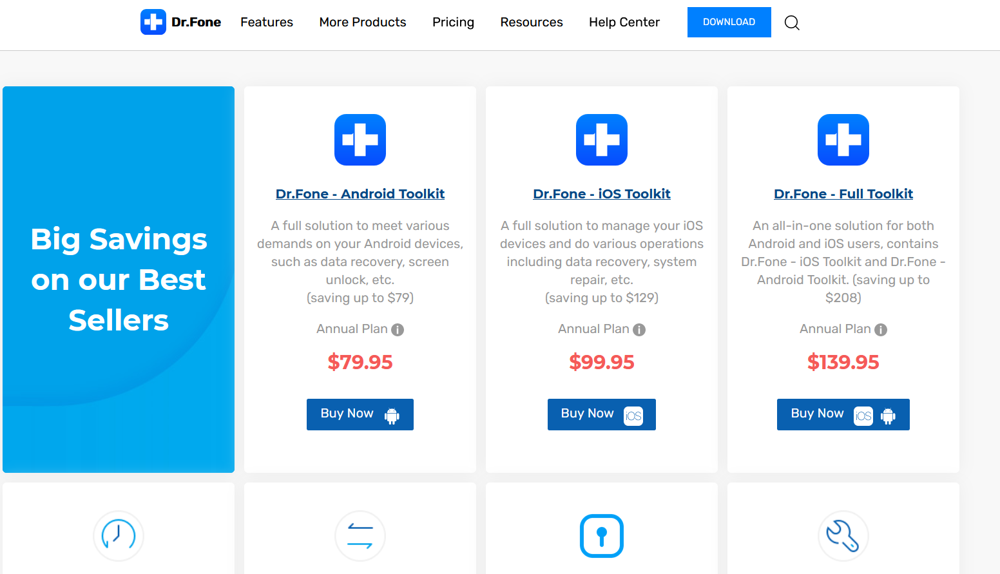 Dr.Fone Features More Products Pricing Resources Help Center DOWNLOAD
Big Savings
on our Best
Sellers
Dr.Fone - Android Toolkit
A full solution to meet various
demands on your Android devices,
such as data recovery, screen
unlock, etc.
(saving up to $79)
Annual Plan i
$79.95
Buy Now
Dr.Fone - iOS Toolkit
A full solution to manage your iOS
devices and do various operations
including data recovery, system
repair, etc.
(saving up to $129)
Annual Plan i
$99.95
Buy Now iOS
Dr.Fone - Full Toolkit
An all-in-one solution for both
Android and iOS users, contains
Dr.Fone - iOS Toolkit and Dr.Fone -
Android Toolkit. (saving up to
$208)
Annual Plan i
$139.95
Buy Now iOS